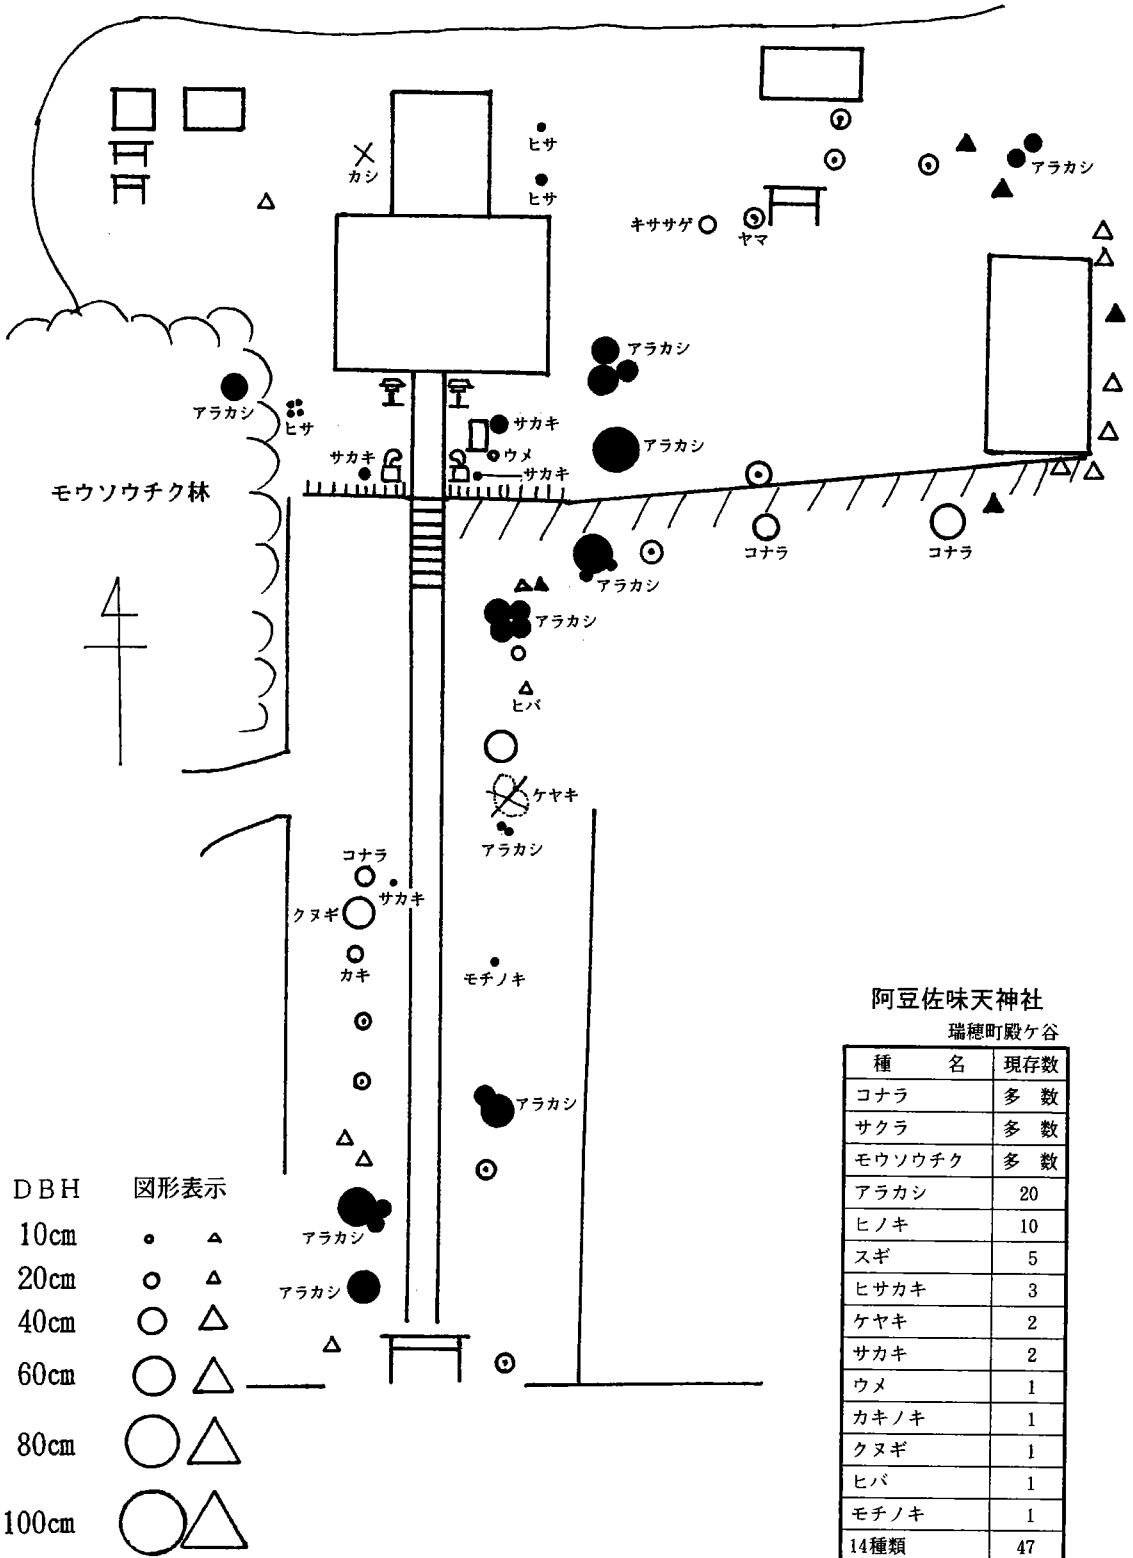 ヒサ
カシ
ヒサ
アラカシ
キササゲ
ヤマ
アラカシ
アラカシ
ヒサ
サカキ
アラカシ
ウメ
サカキ
サカキ
モウソウチク林
コナラ
コナラ
アラカシ
アラカシ
ヒバ
ケヤキ
アラカシ
コナラ
サカキ
クヌギ
カキ
モチノキ
アラカシ
アラカシ
アラカシ
DBH 図形表示
10cm
20cm
40cm
60cm
80cm
100cm
阿豆佐味天神社
瑞穂町殿ケ谷
種 名 現存数
コナラ 多 数
サクラ 多 数
モウソウチク 多 数
アラカシ 20
ヒノキ 10
スギ 5
ヒサカキ 3
ケヤキ 2
サカキ 2
ウメ 1
カキノキ 1
クヌギ 1
ヒバ 1
モチノキ 1
14種類 47